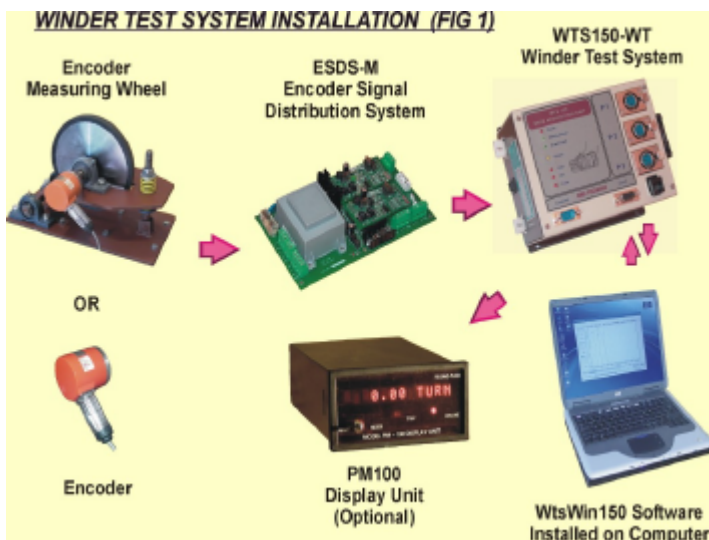 WINDER TEST SYSTEM INSTALLATION (FIG 1)
Encoder
Measuring Wheel
ESDS-M
Encoder Signal
Distribution System
WTS150-WT
Winder Test System
OR
Encoder
0.00 TURN
PM100
Display Unit
(Optional)
WtsWin150 Software
Installed on Computer